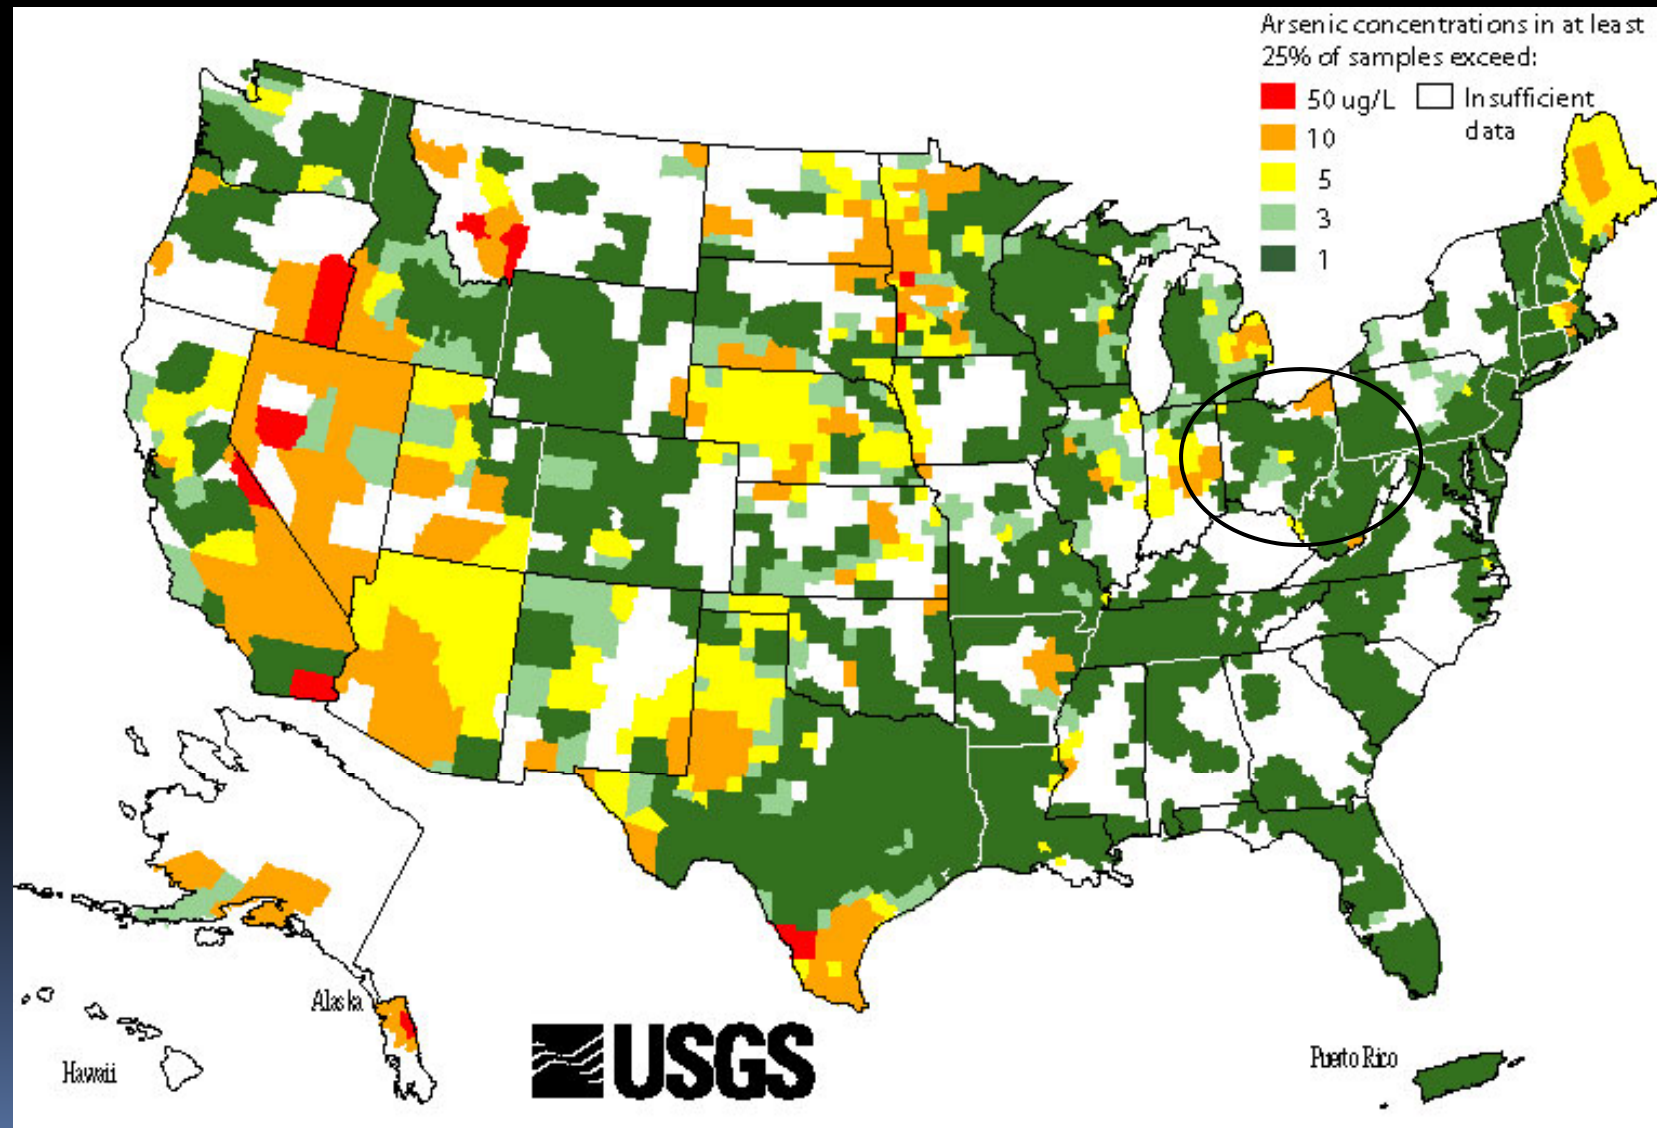 Arsenic concentrations in at least
25% of samples exceed:
50 ug/L Insufficient
data
10
5
3
1
Alaska
Hawaii
USGS
Puerto Rico